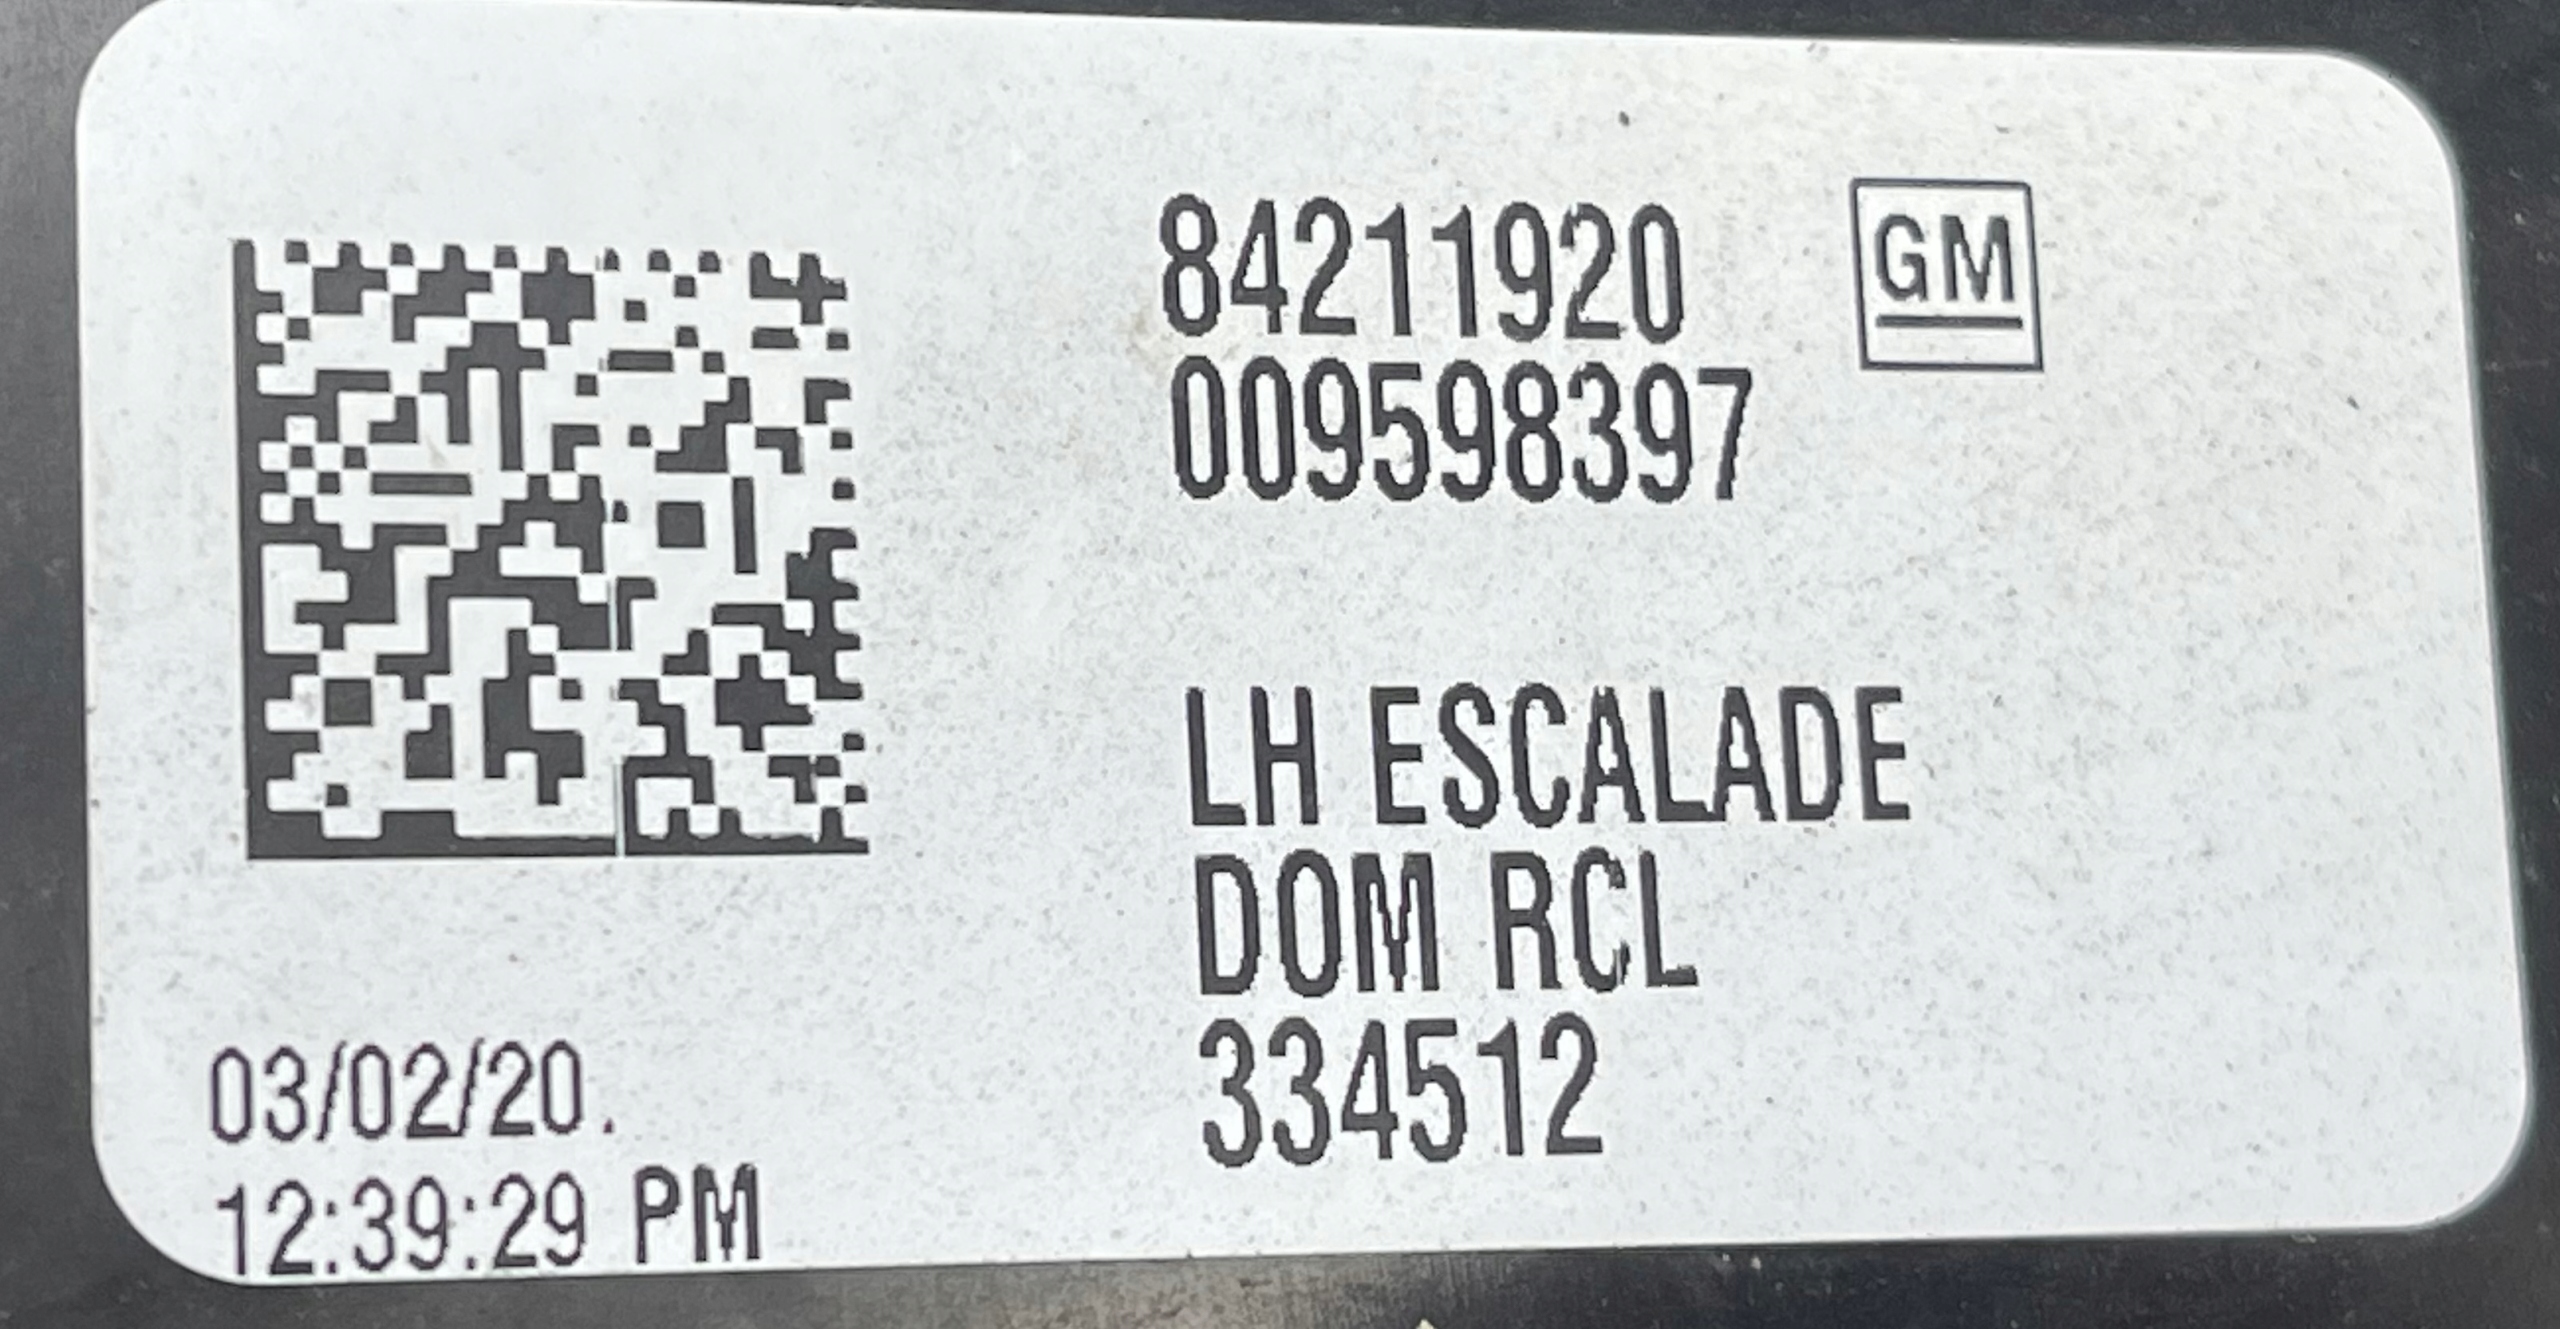 84211920
GM
009598397
LH ESCALADE
DOM RCL
334512
03/02/20.
12:39:29 PM